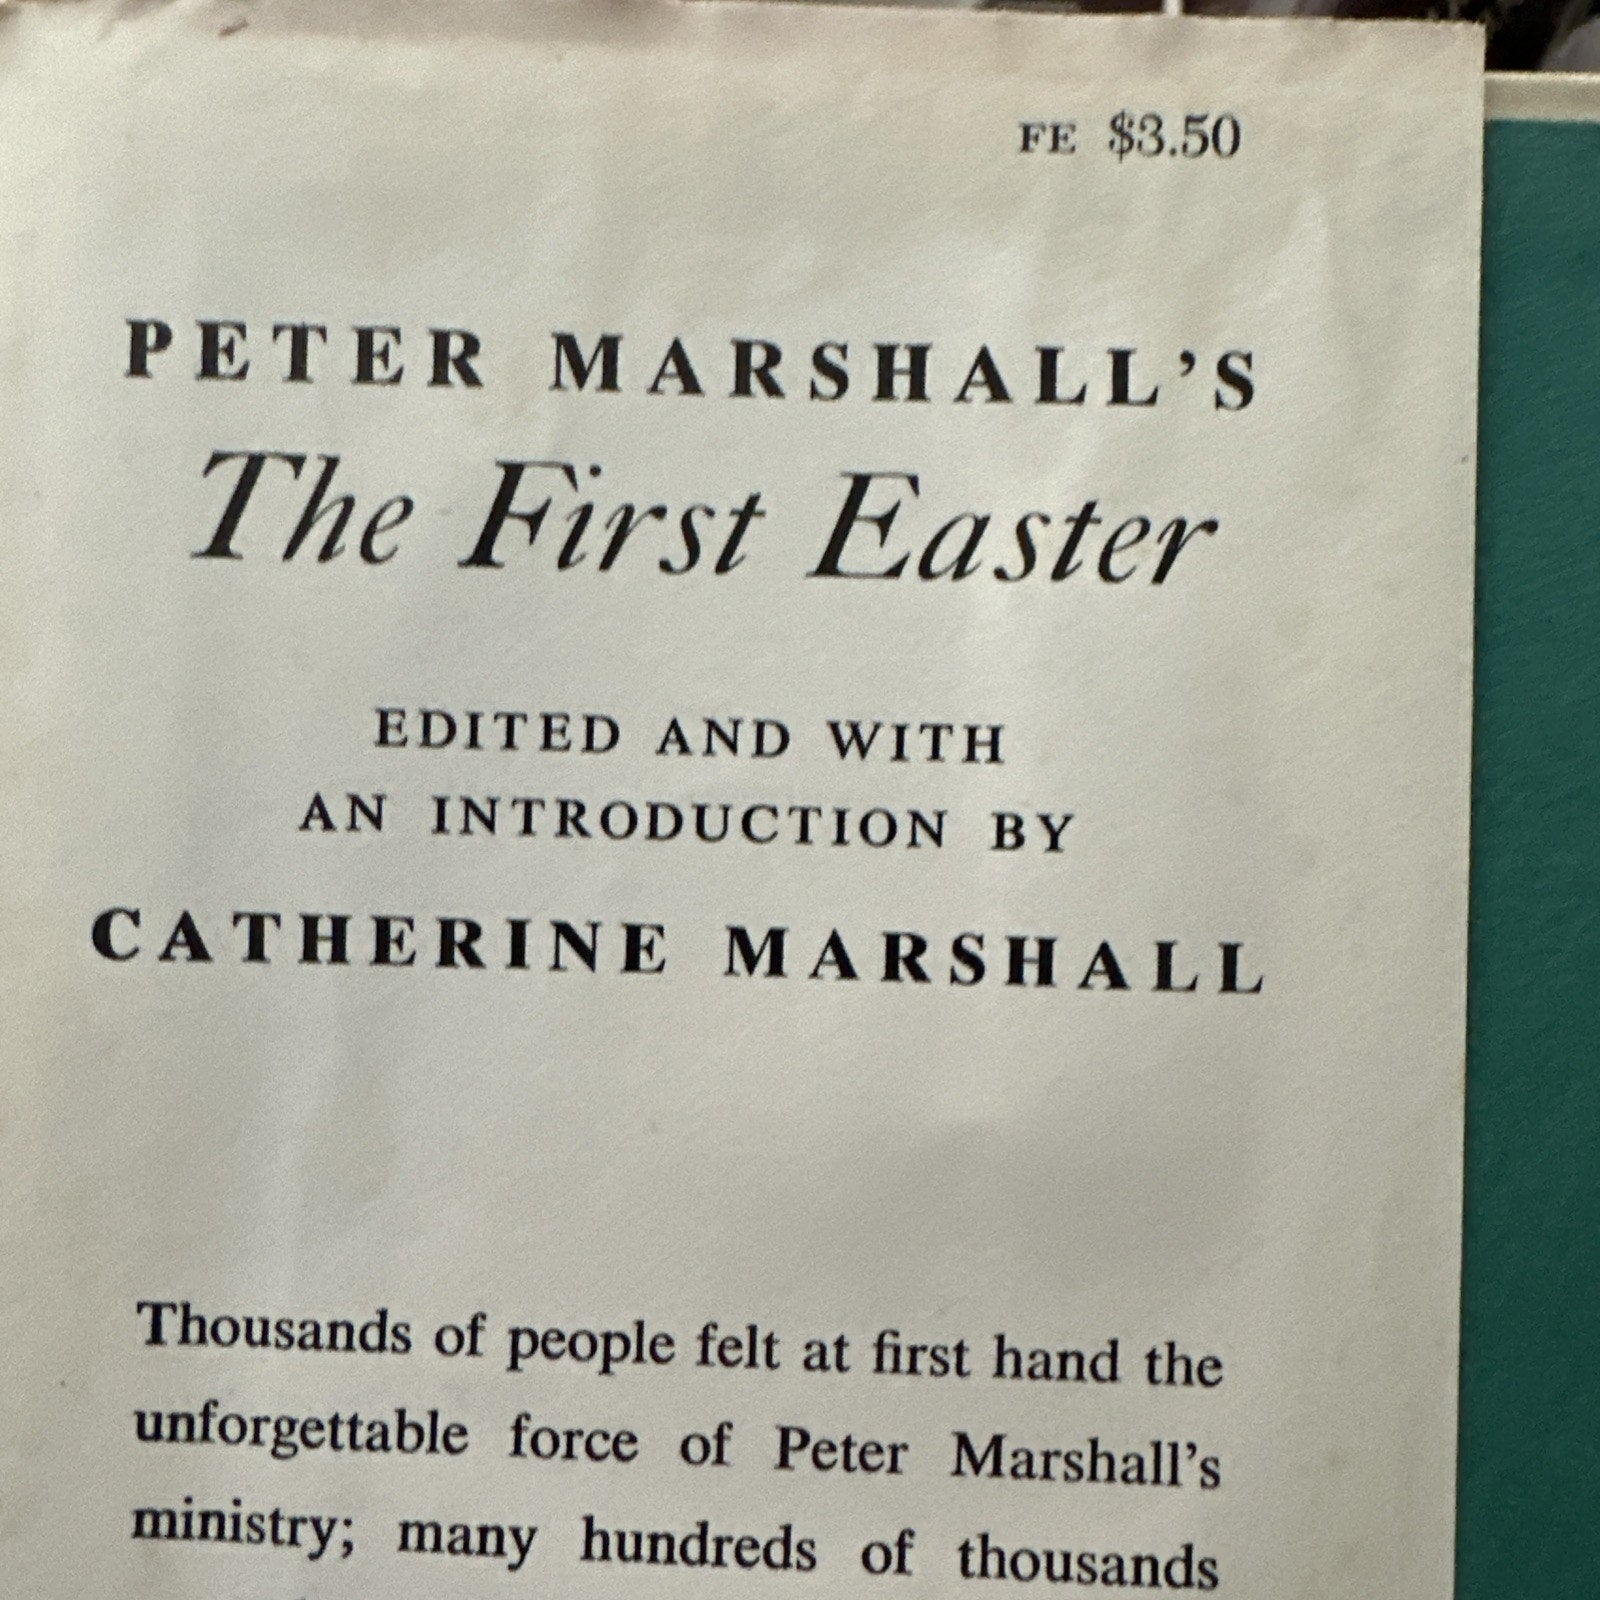 FE $3.50
PETER MARSHALL’S
The First Easter
EDITED AND WITH
AN INTRODUCTION BY
CATHERINE MARSHALL
Thousands of people felt at first hand the
unforgettable force of Peter Marshall’s
ministry; many hundreds of thousands